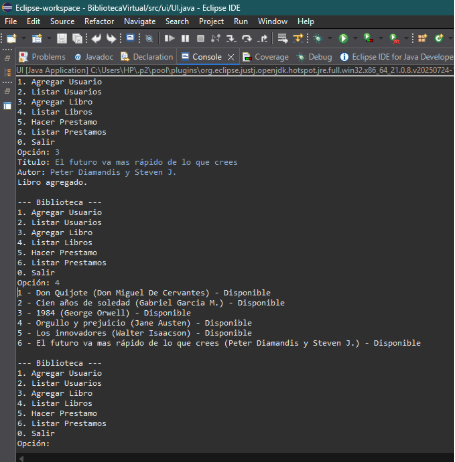 Eclipse-workspace - BibliotecaVirtual/src/ui/UI.java - Eclipse IDE
File Edit Source Refactor Navigate Search Project Run Window Help
Problems Javadoc Declaration Console Coverage Debug Eclipse IDE for Java Develope
UI [Java Application] C:\Users\HP\.p2\pool\plugins\org.eclipse.justj.openjdk.hotspot.jre.full.win32.x86_64_21.0.8.v20250724-
1. Agregar Usuario
2. Listar Usuarios
3. Agregar Libro
4. Listar Libros
5. Hacer Prestamo
6. Listar Prestamos
0. Salir
Opción: 3
Título: El futuro va mas rápido de lo que crees
Autor: Peter Diamandis y Steven J.
Libro agregado.
--- Biblioteca ---
1. Agregar Usuario
2. Listar Usuarios
3. Agregar Libro
4. Listar Libros
5. Hacer Prestamo
6. Listar Prestamos
0. Salir
Opción: 4
1 - Don Quijote (Don Miguel De Cervantes) - Disponible
2 - Cien años de soledad (Gabriel Garcia M.) - Disponible
3 - 1984 (George Orwell) - Disponible
4 - Orgullo y prejuicio (Jane Austen) - Disponible
5 - Los innovadores (Walter Isaacson) - Disponible
6 - El futuro va mas rápido de lo que crees (Peter Diamandis y Steven J.) - Disponible
--- Biblioteca ---
1. Agregar Usuario
2. Listar Usuarios
3. Agregar Libro
4. Listar Libros
5. Hacer Prestamo
6. Listar Prestamos
0. Salir
Opción: